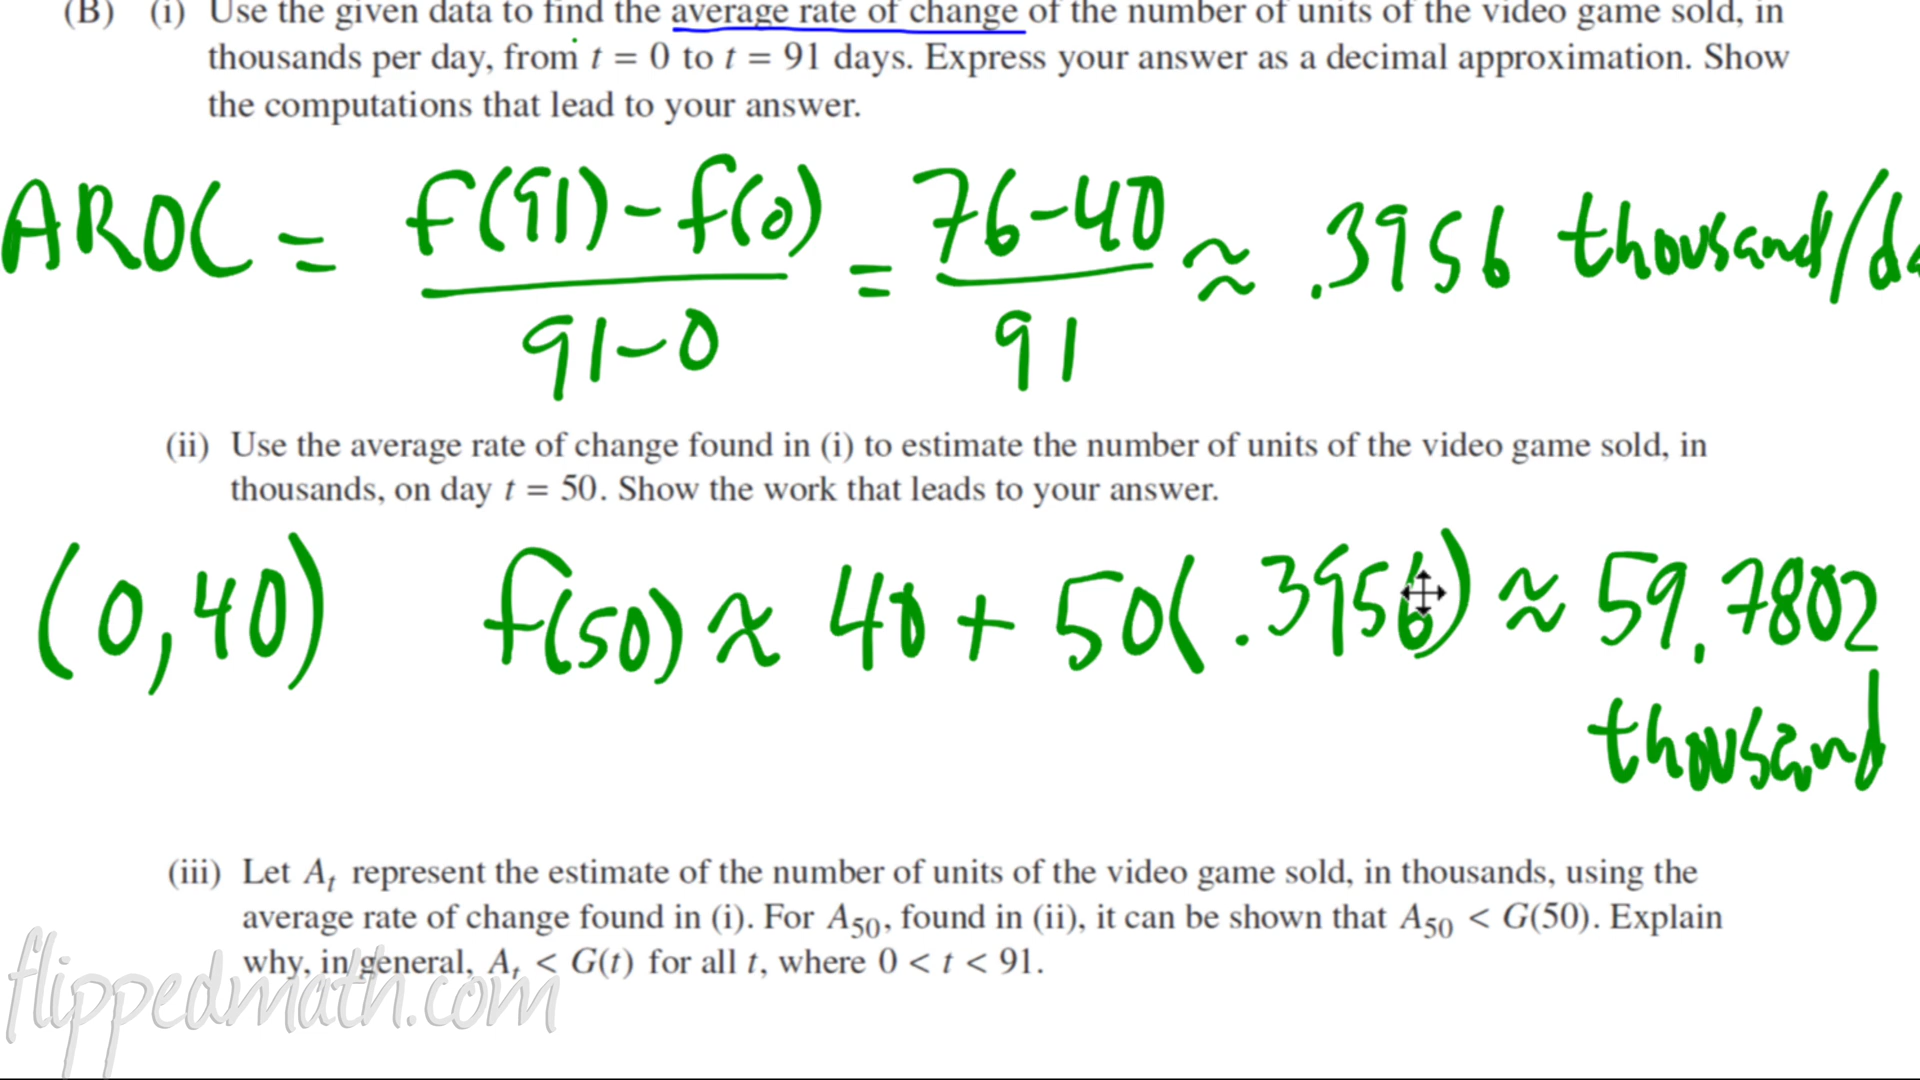 (B) (i) Use the given data to find the average rate of change of the number of units of the video game sold, in
thousands per day, from t = 0 to t = 91 days. Express your answer as a decimal approximation. Show
the computations that lead to your answer.
AROC = f(91)-f(0) / 91-0 = 76-40 / 91 ≈ .3956 thousand/da
(ii) Use the average rate of change found in (i) to estimate the number of units of the video game sold, in
thousands, on day t = 50. Show the work that leads to your answer.
(0,40) f(50) ≈ 40 + 50(.3956) ≈ 59.7802
thousand
(iii) Let Aₜ represent the estimate of the number of units of the video game sold, in thousands, using the
average rate of change found in (i). For A₅₀, found in (ii), it can be shown that A₅₀ < G(50). Explain
why, in general, Aₜ < G(t) for all t, where 0 < t < 91.
flippedmath.com